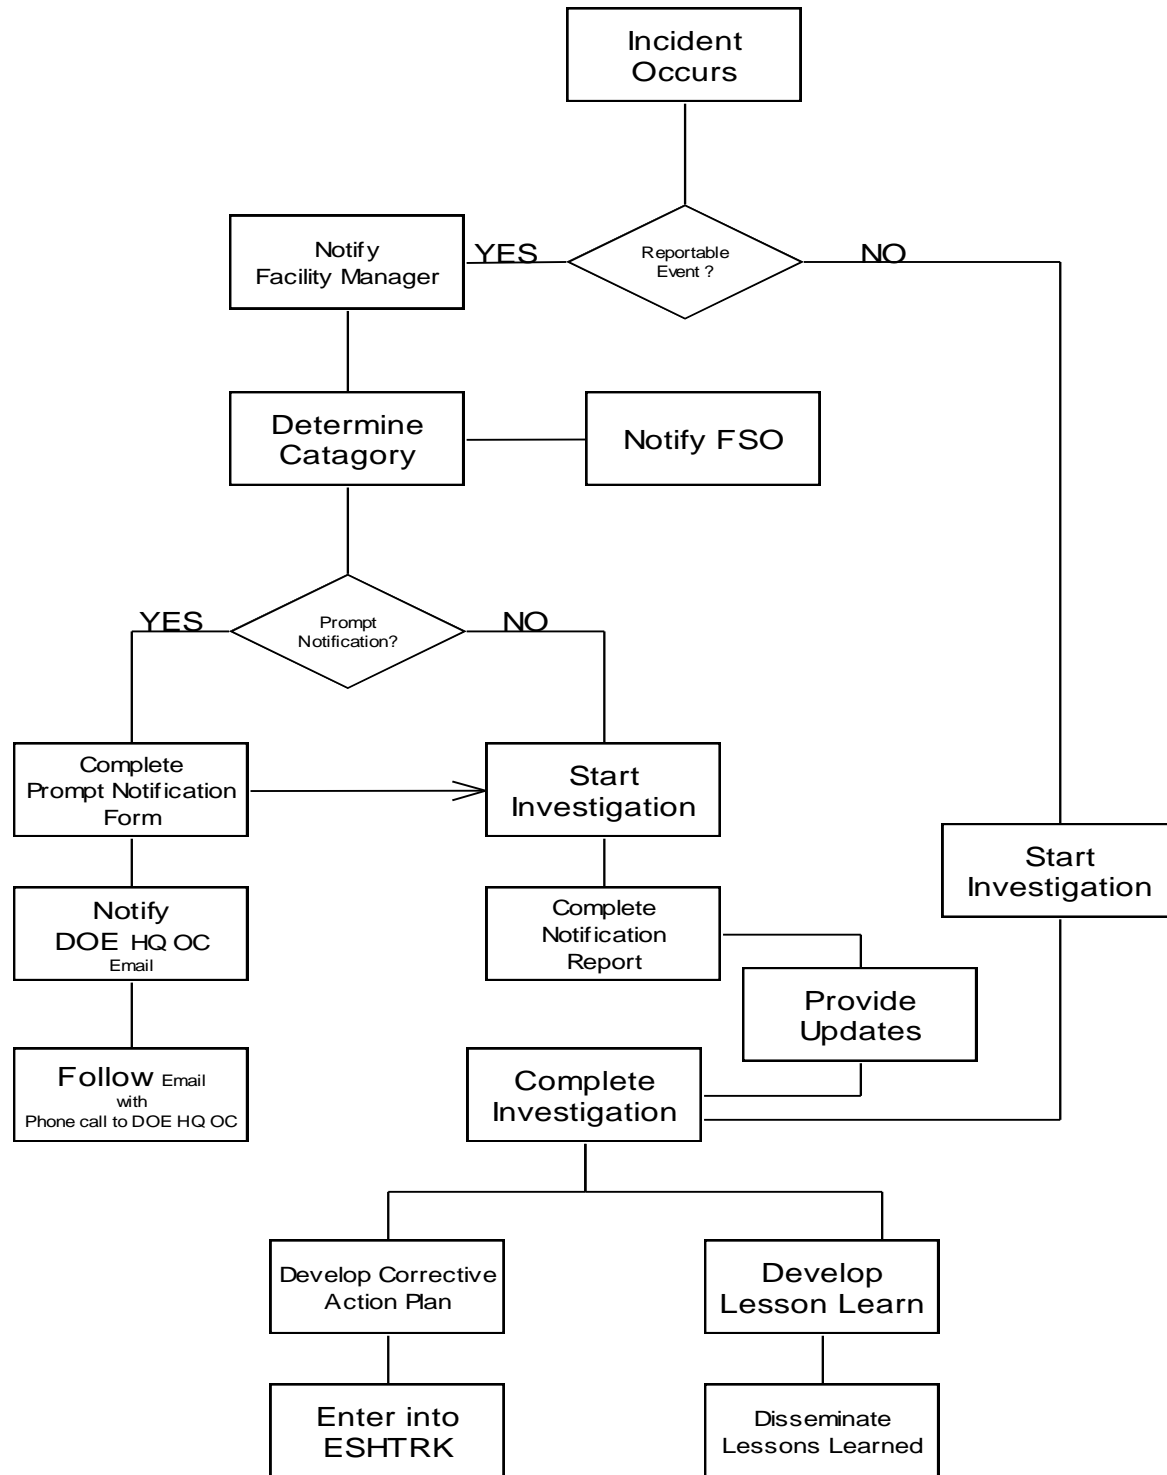 Incident
Occurs
Reportable
Event ?
YES
NO
Notify
Facility Manager
Determine
Catagory
Notify FSO
Prompt
Notification?
YES
NO
Complete
Prompt Notification
Form
Start
Investigation
Start
Investigation
Notify
DOE HQ OC
Email
Complete
Notification
Report
Provide
Updates
Follow Email
with
Phone call to DOE HQ OC
Complete
Investigation
Develop Corrective
Action Plan
Develop
Lesson Learn
Enter into
ESHTRK
Disseminate
Lessons Learned